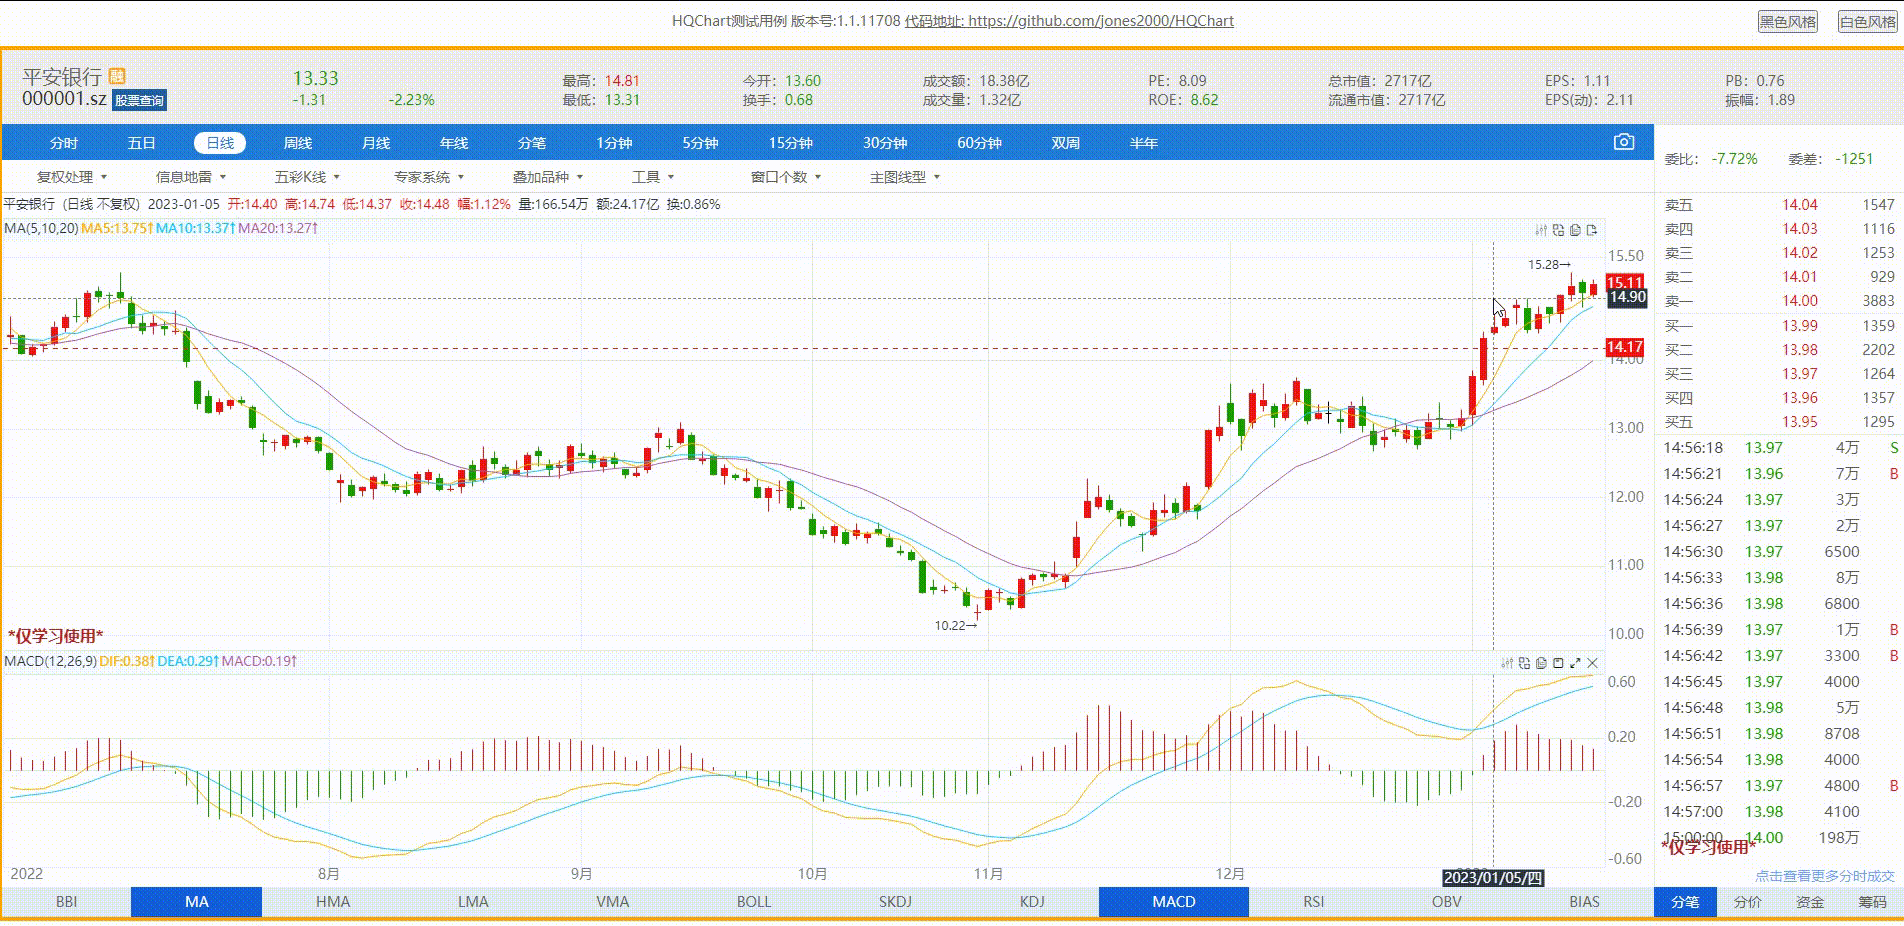 HQChart测试用例 版本号:1.1.11708 代码地址: https://github.com/jones2000/HQChart
黑色风格 白色风格
平安银行 融
000001.sz 股票查询
13.33
-1.31 -2.23%
最高: 14.81 今开: 13.60 成交额: 18.38亿 PE: 8.09 总市值: 2717亿 EPS: 1.11 PB: 0.76
最低: 13.31 换手: 0.68 成交量: 1.32亿 ROE: 8.62 流通市值: 2717亿 EPS(动): 2.11 振幅: 1.89
分时 五日 日线 周线 月线 年线 分笔 1分钟 5分钟 15分钟 30分钟 60分钟 双周 半年
复权处理 信息地雷 五彩K线 专家系统 叠加品种 工具 窗口个数 主图线型
平安银行 (日线 不复权) 2023-01-05 开:14.40 高:14.74 低:14.37 收:14.48 幅:1.12% 量:166.54万 额:24.17亿 换:0.86%
MA(5,10,20) MA5:13.75↑ MA10:13.37↑ MA20:13.27↑
15.50
15.28→
15.11
14.90
14.17
14.00
13.00
12.00
11.00
10.22→
10.00
*仅学习使用*
MACD(12,26,9) DIF:0.38↑ DEA:0.29↑ MACD:0.19↑
0.60
0.20
-0.20
-0.60
2022 8月 9月 10月 11月 12月 2023/01/05/四
BBI MA HMA LMA VMA BOLL SKDJ KDJ MACD RSI OBV BIAS
委比: -7.72% 委差: -1251
卖五 14.04 1547
卖四 14.03 1116
卖三 14.02 1253
卖二 14.01 929
卖一 14.00 3883
买一 13.99 1359
买二 13.98 2202
买三 13.97 1264
买四 13.96 1357
买五 13.95 1295
14:56:18 13.97 4万 S
14:56:21 13.96 7万 B
14:56:24 13.97 3万
14:56:27 13.97 2万
14:56:30 13.97 6500
14:56:33 13.98 8万
14:56:36 13.98 6800
14:56:39 13.97 1万 B
14:56:42 13.97 3300 B
14:56:45 13.97 4000
14:56:48 13.98 5万
14:56:51 13.98 8708
14:56:54 13.98 4000
14:56:57 13.97 4800 B
14:57:00 13.98 4100
15:00:00 14.00 198万
*仅学习使用*
点击查看更多分时成交
分笔 分价 资金 筹码